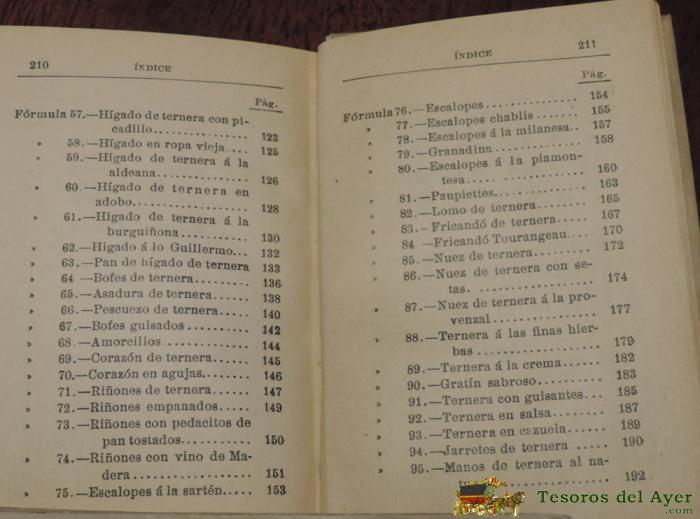 210 ÍNDICE
Pág.
Fórmula 57.—Hígado de ternera con pi-
cadillo............... 123
» 58.—Hígado en ropa vieja.... 125
» 59.—Hígado de ternera á la
aldeana............... 126
» 60.—Hígado de ternera en
adobo............... 128
» 61.—Hígado de ternera á la
burguiñona............ 130
» 62.—Hígado á lo Guillermo... 132
» 63.—Pan de hígado de ternera 133
» 64 —Bofes de ternera....... 136
» 65.—Asadura de ternera..... 138
» 66.—Pescuezo de ternera.... 140
» 67.—Bofes guisados......... 142
» 68.—Amorcillos............ 144
» 69.—Corazón de ternera..... 145
» 70.—Corazón en agujas..... 146
» 71.—Riñones de ternera..... 147
» 72.—Riñones empanados..... 149
» 73.—Riñones con pedacitos de
pan tostados.......... 150
» 74.—Riñones con vino de Ma-
dera................. 151
» 75.—Escalopes á la sartén..... 153
ÍNDICE 211
Pág.
Fórmula 76.—Escalopes............. 154
» 77.—Escalopes chablis....... 155
» 78.—Escalopes á la milanesa.. 157
» 79.—Granadina............. 158
» 80.—Escalopes á la piamon-
tesa................ 160
» 81.—Paupiettes............. 163
» 82.—Lomo de ternera........ 165
» 83.—Fricandó de ternera..... 167
» 84 —Fricandó Tourangeau.... 170
» 85.—Nuez de ternera........ 172
» 86.—Nuez de ternera con se-
tas. ................ 174
» 87.—Nuez de ternera á la pro-
venzal............... 177
» 88.—Ternera á las finas hier-
bas................. 179
» 89.—Ternera á la crema..... 182
» 90.—Gratín sabroso......... 183
» 91.—Ternera con guisantes... 185
» 92.—Ternera en salsa....... 187
» 93.—Ternera en cazuela..... 189
» 94.—Jarretes de ternera ..... 190
» 95.—Manos de ternera al na-
192
Tesoros del Ayer
.com